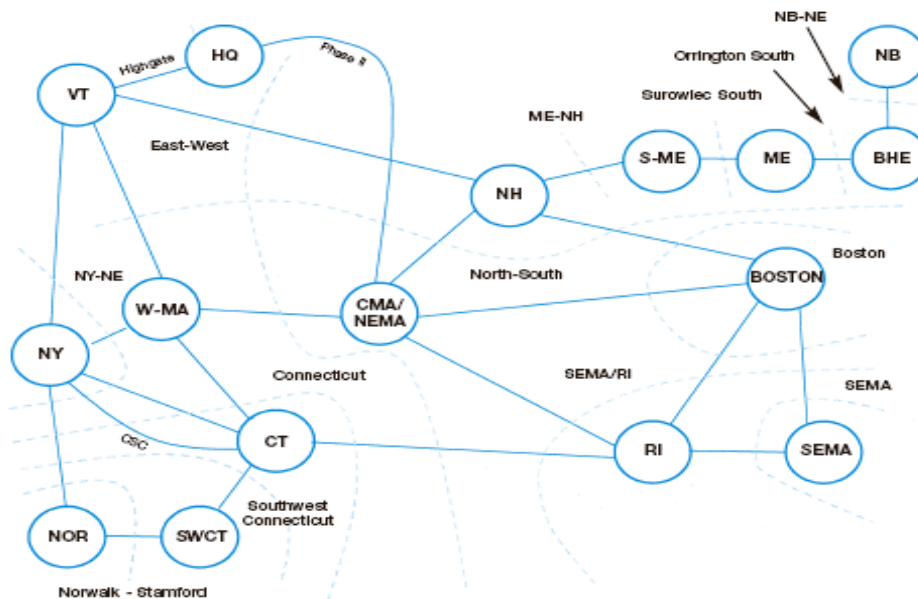 NB-NE
HQ
Phase II
Orrington South
NB
Highgate
VT
Surowiec South
ME-NH
East-West
S-ME
ME
BHE
NH
Boston
NY-NE
North-South
BOSTON
W-MA
CMA/
NEMA
NY
Connecticut
SEMA/RI
SEMA
CSC
CT
RI
SEMA
Southwest
Connecticut
NOR
SWCT
Norwalk - Stamford